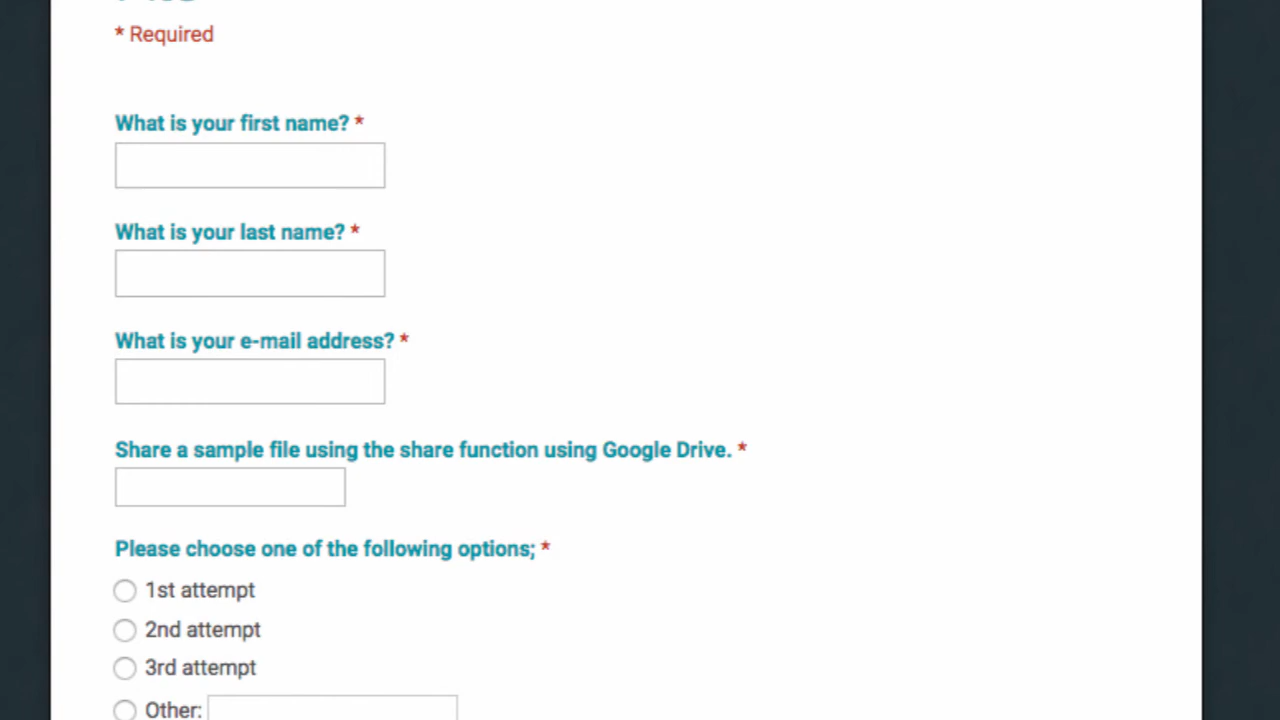 * Required
What is your first name? *
What is your last name? *
What is your e-mail address? *
Share a sample file using the share function using Google Drive. *
Please choose one of the following options; *
1st attempt
2nd attempt
3rd attempt
Other: